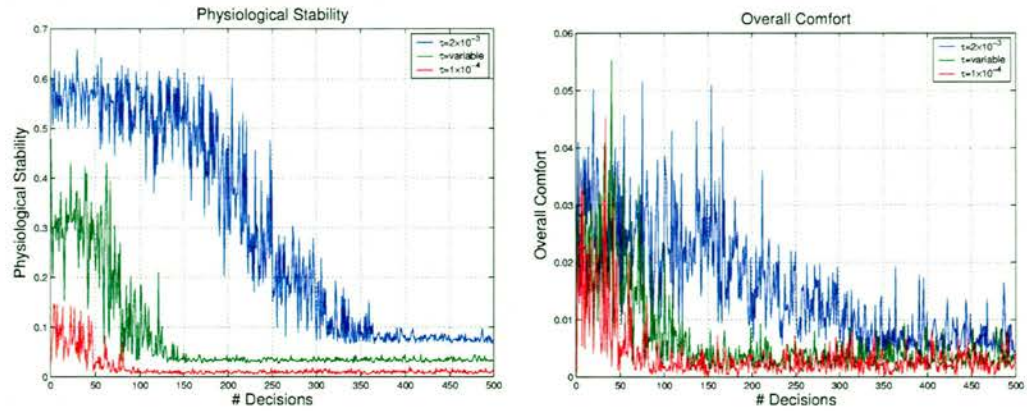 Physiological Stability
0.7
0.6
0.5
0.4
0.3
0.2
0.1
0
Physiological Stability
τ=2×10⁻³
τ=variable
τ=1×10⁻⁴
0 50 100 150 200 250 300 350 400 450 500
# Decisions
Overall Comfort
0.06
0.05
0.04
0.03
0.02
0.01
0
Overall Comfort
τ=2×10⁻³
τ=variable
τ=1×10⁻⁴
0 50 100 150 200 250 300 350 400 450 500
# Decisions